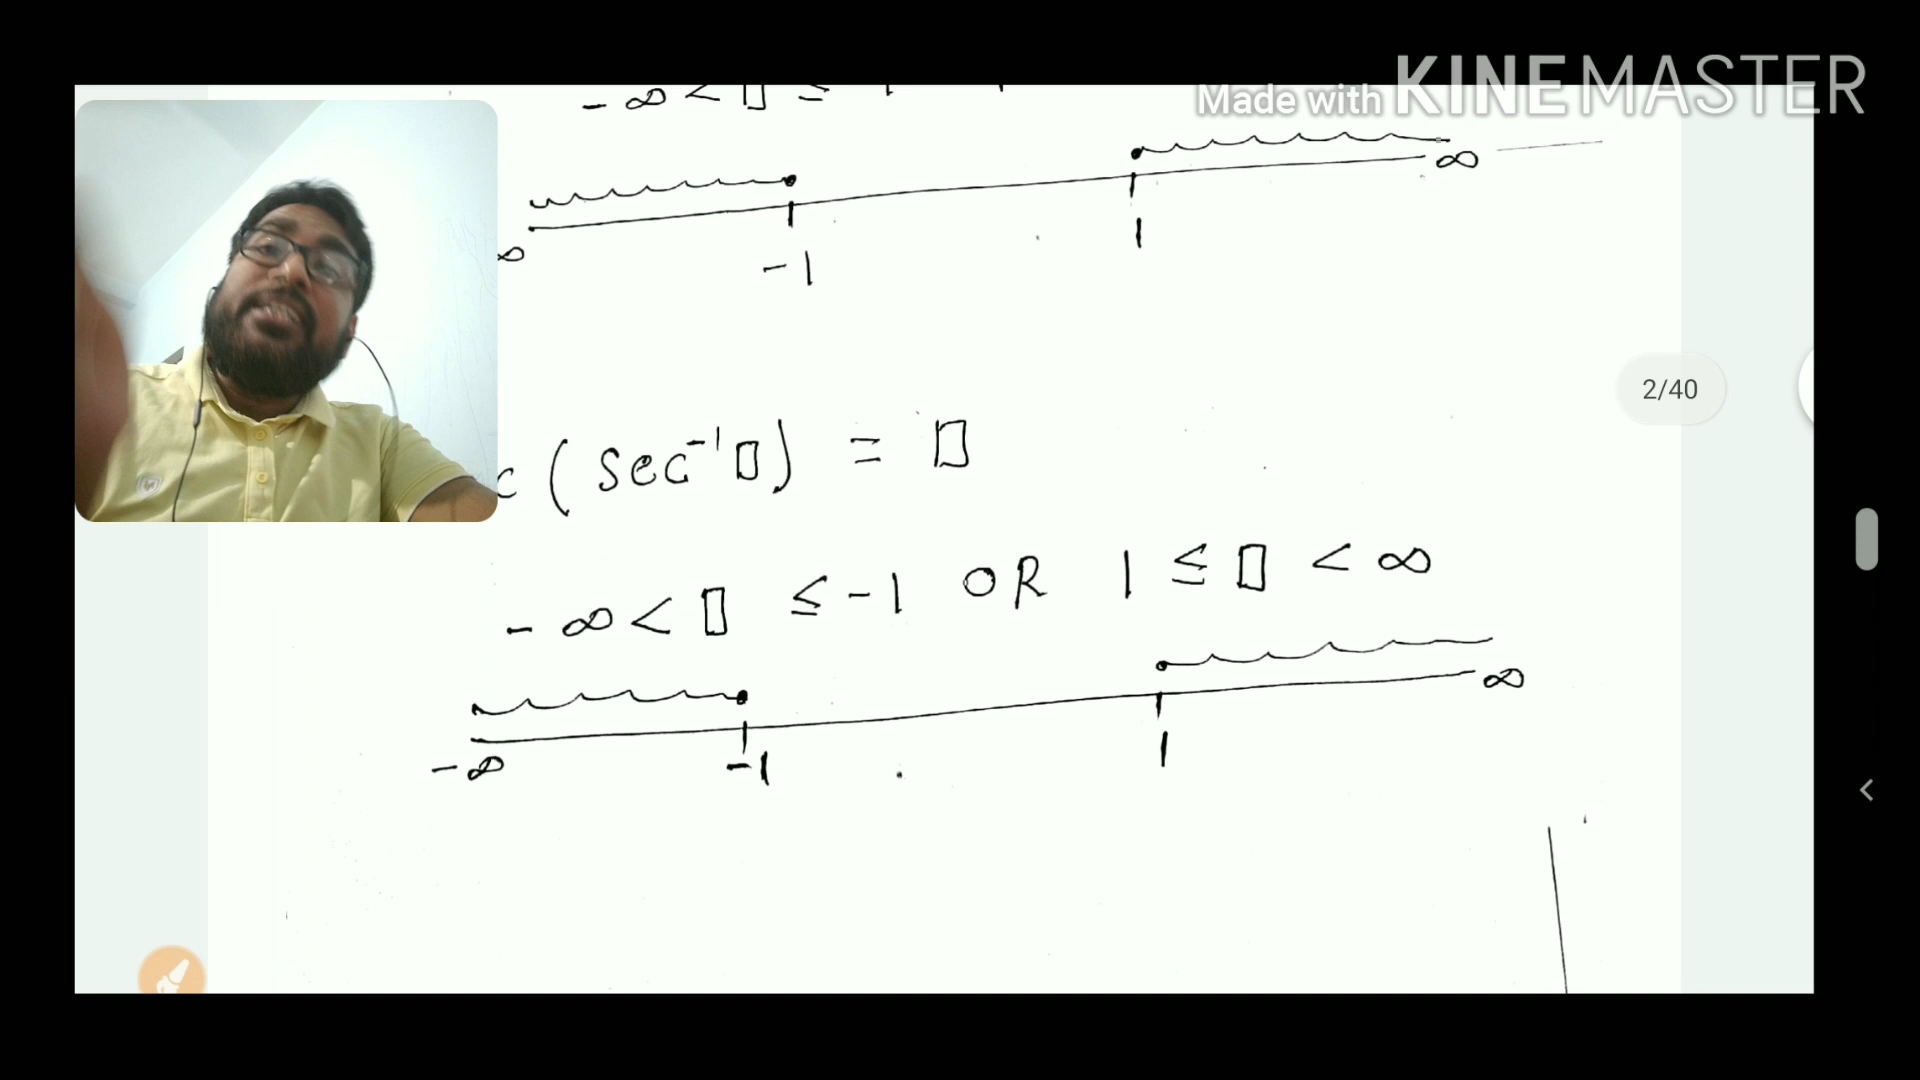 Made with KINEMASTER
- ∞ < □ ≤
∞
∞
-1
1
2/40
c ( sec⁻¹ □ ) = □
- ∞ < □ ≤ -1 OR 1 ≤ □ < ∞
∞
- ∞
-1
1